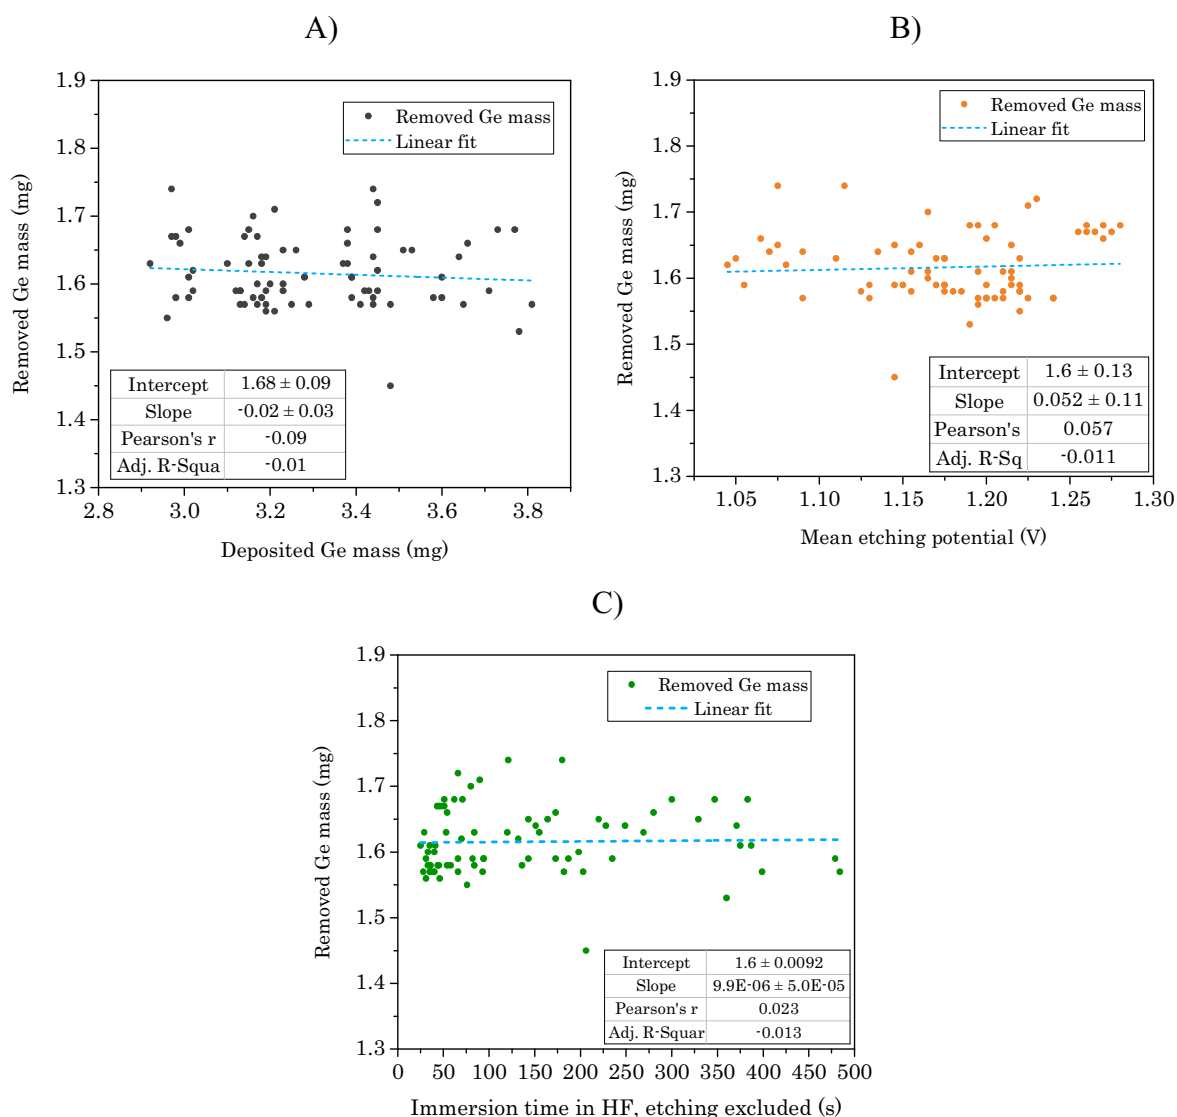 A)
Removed Ge mass (mg)
1.9
1.8
1.7
1.6
1.5
1.4
1.3
Removed Ge mass
Linear fit
Intercept 1.68 ± 0.09
Slope -0.02 ± 0.03
Pearson's r -0.09
Adj. R-Squa -0.01
2.8 3.0 3.2 3.4 3.6 3.8
Deposited Ge mass (mg)
B)
Removed Ge mass (mg)
1.9
1.8
1.7
1.6
1.5
1.4
1.3
Removed Ge mass
Linear fit
Intercept 1.6 ± 0.13
Slope 0.052 ± 0.11
Pearson's 0.057
Adj. R-Sq -0.011
1.05 1.10 1.15 1.20 1.25 1.30
Mean etching potential (V)
C)
Removed Ge mass (mg)
1.9
1.8
1.7
1.6
1.5
1.4
1.3
Removed Ge mass
Linear fit
Intercept 1.6 ± 0.0092
Slope 9.9E-06 ± 5.0E-05
Pearson's r 0.023
Adj. R-Squar -0.013
0 50 100 150 200 250 300 350 400 450 500
Immersion time in HF, etching excluded (s)